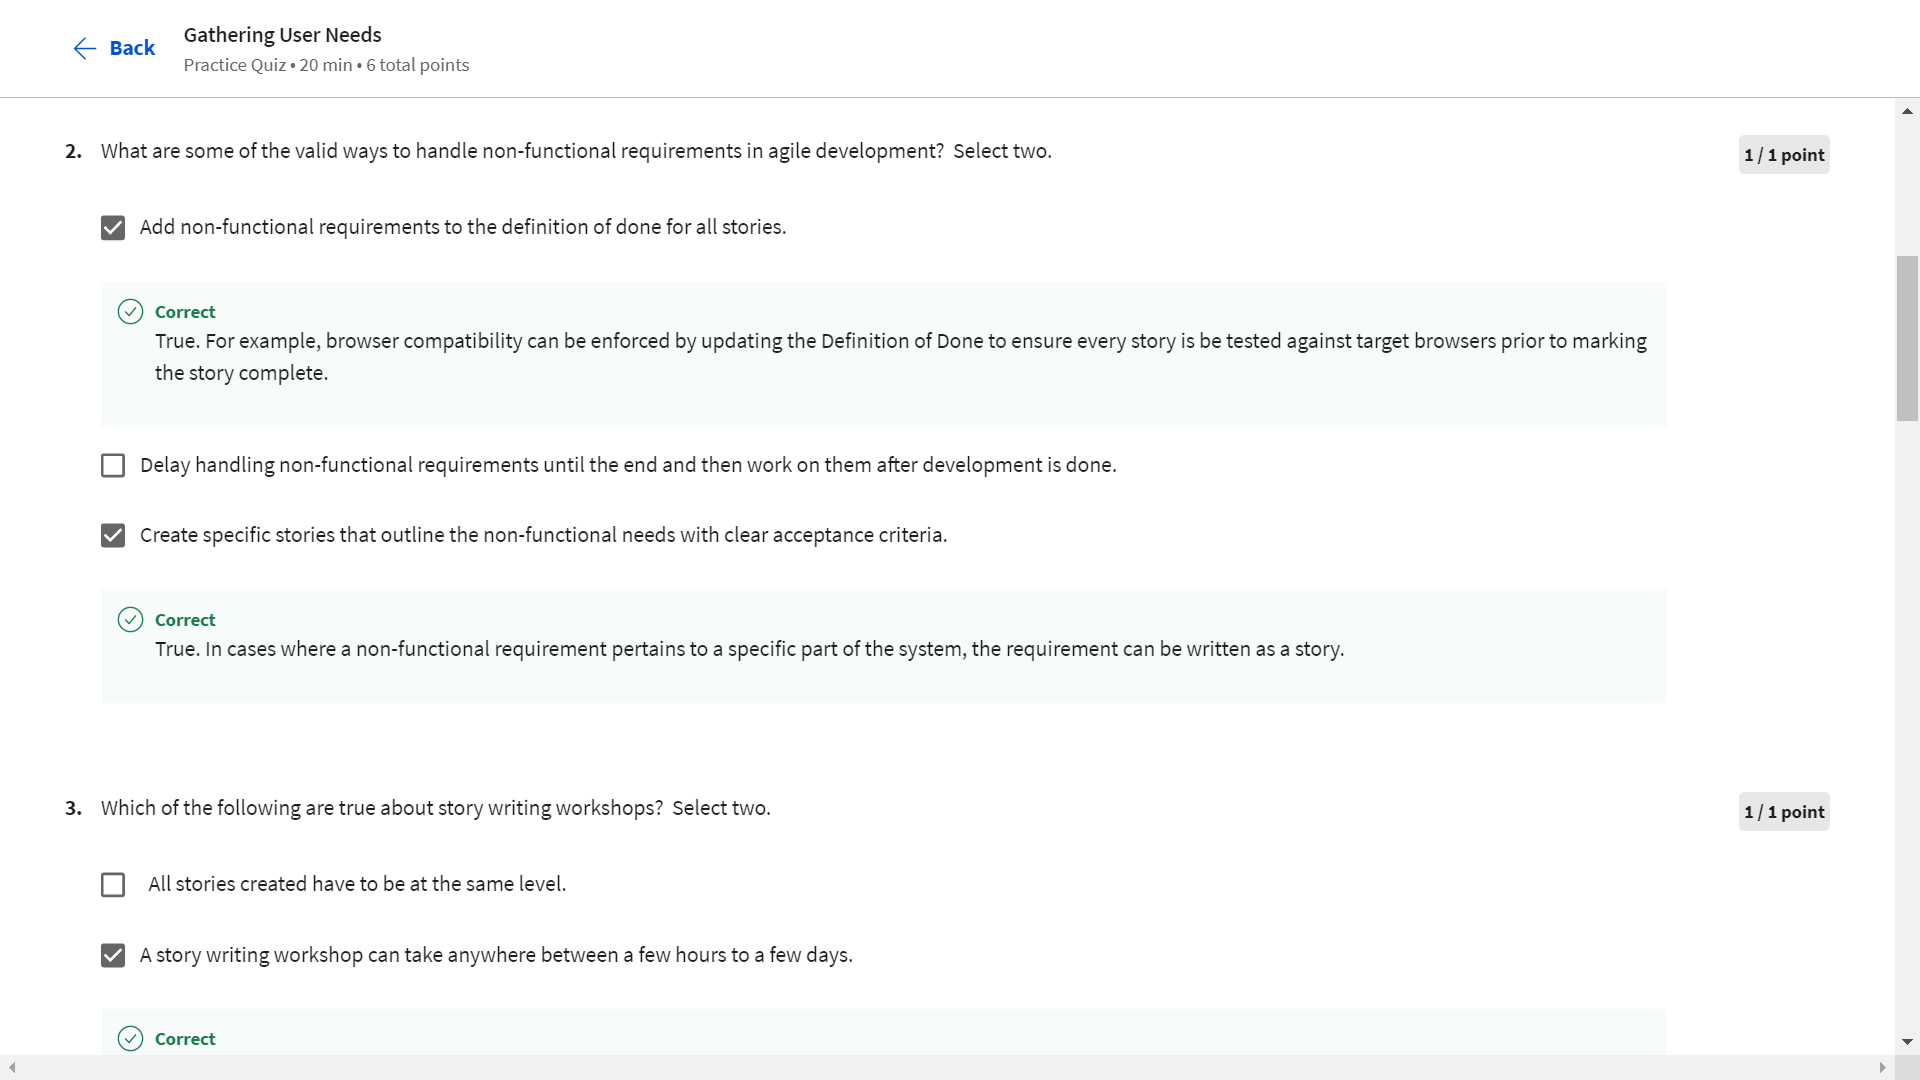 Back
Gathering User Needs
Practice Quiz • 20 min • 6 total points
2. What are some of the valid ways to handle non-functional requirements in agile development? Select two.
1 / 1 point
Add non-functional requirements to the definition of done for all stories.
Correct
True. For example, browser compatibility can be enforced by updating the Definition of Done to ensure every story is be tested against target browsers prior to marking
the story complete.
Delay handling non-functional requirements until the end and then work on them after development is done.
Create specific stories that outline the non-functional needs with clear acceptance criteria.
Correct
True. In cases where a non-functional requirement pertains to a specific part of the system, the requirement can be written as a story.
3. Which of the following are true about story writing workshops? Select two.
1 / 1 point
All stories created have to be at the same level.
A story writing workshop can take anywhere between a few hours to a few days.
Correct